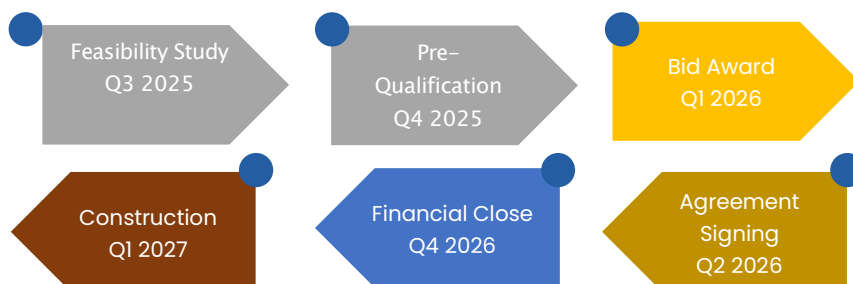 Feasibility Study
Q3 2025
Pre-
Qualification
Q4 2025
Bid Award
Q1 2026
Agreement
Signing
Q2 2026
Financial Close
Q4 2026
Construction
Q1 2027